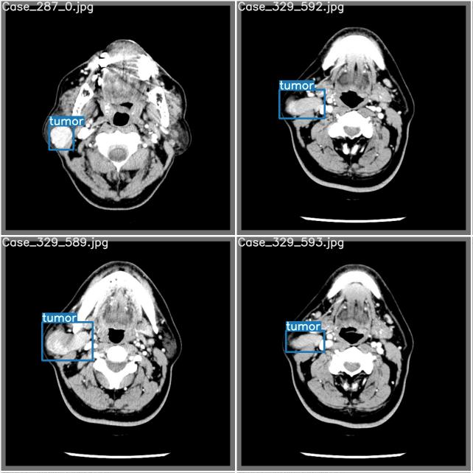 Case_287_0.jpg
tumor
Case_329_592.jpg
tumor
Case_329_589.jpg
tumor
Case_329_593.jpg
tumor